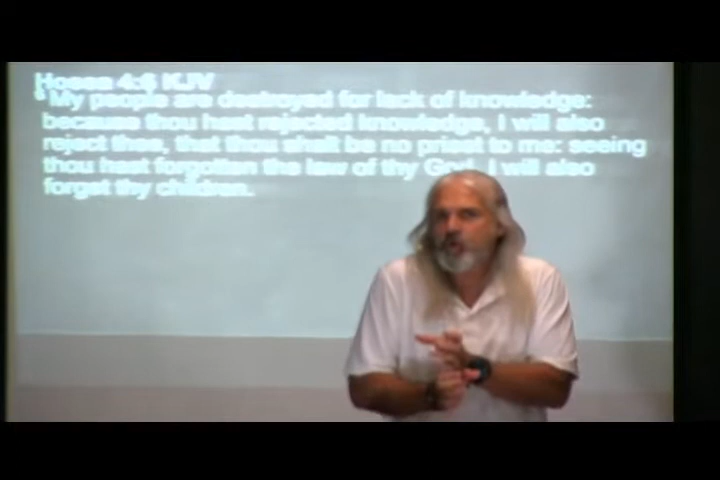 Hosea 4:6 KJV
6 My people are destroyed for lack of knowledge:
because thou hast rejected knowledge, I will also
reject thee, that thou shalt be no priest to me: seeing
thou hast forgotten the law of thy God, I will also
forget thy children.